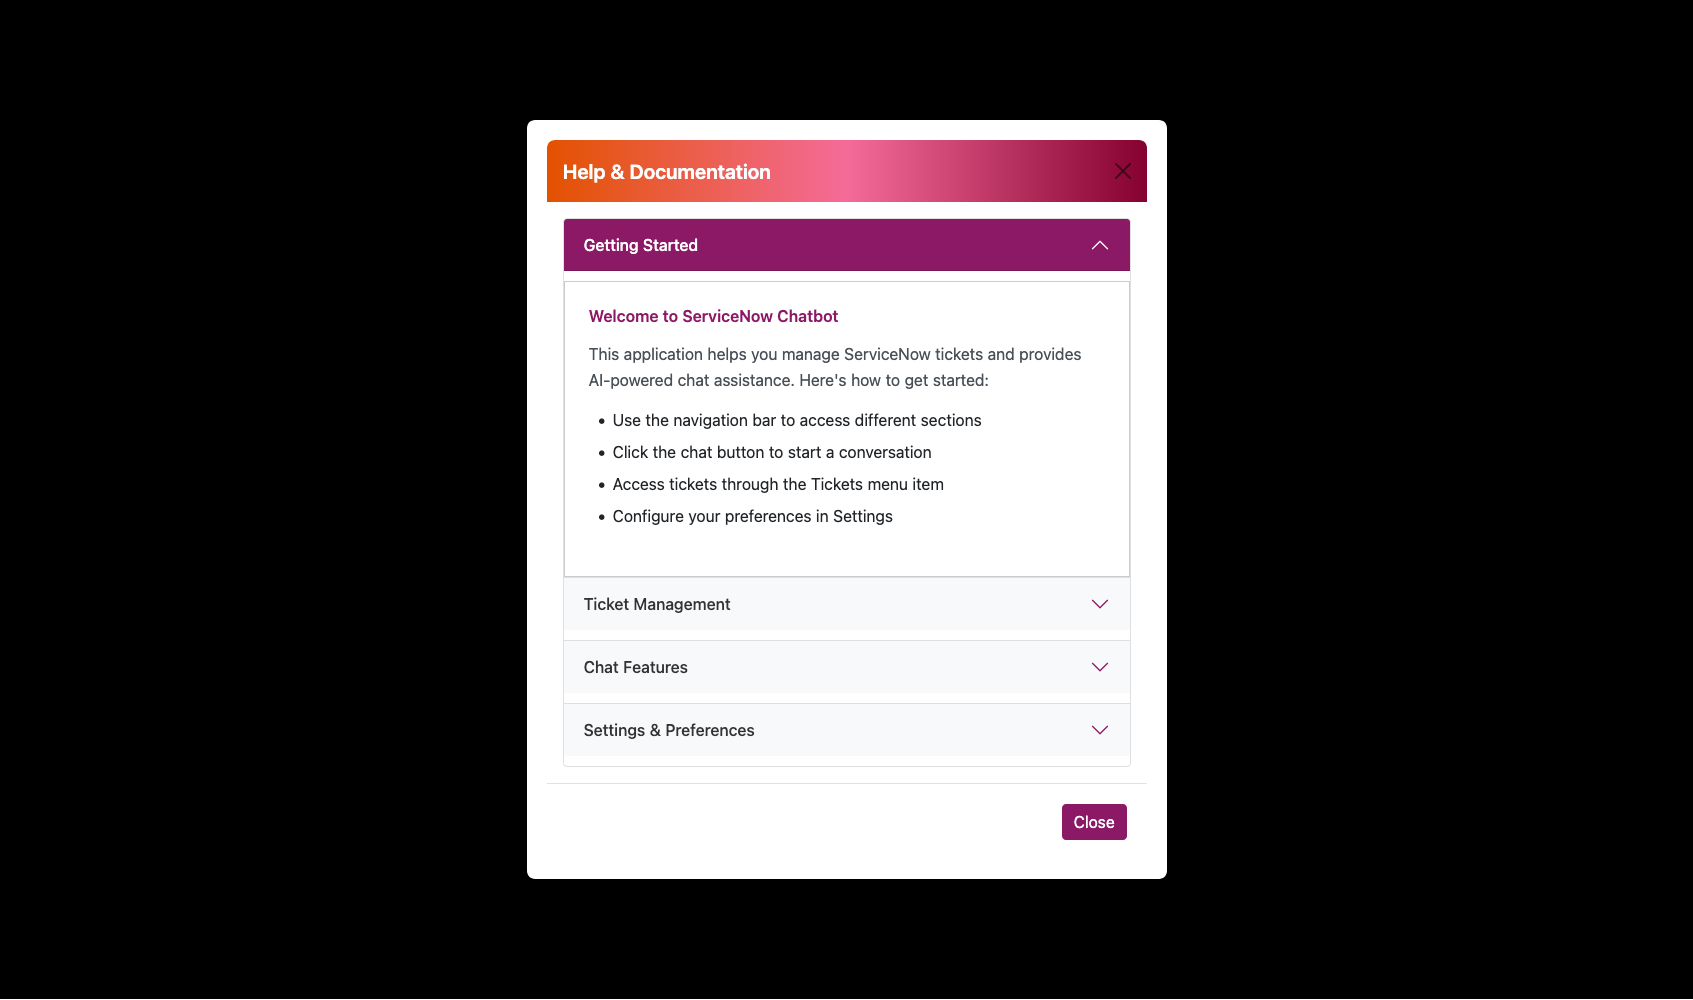 Help & Documentation
Getting Started
Welcome to ServiceNow Chatbot
This application helps you manage ServiceNow tickets and provides
AI-powered chat assistance. Here's how to get started:
• Use the navigation bar to access different sections
• Click the chat button to start a conversation
• Access tickets through the Tickets menu item
• Configure your preferences in Settings
Ticket Management
Chat Features
Settings & Preferences
Close